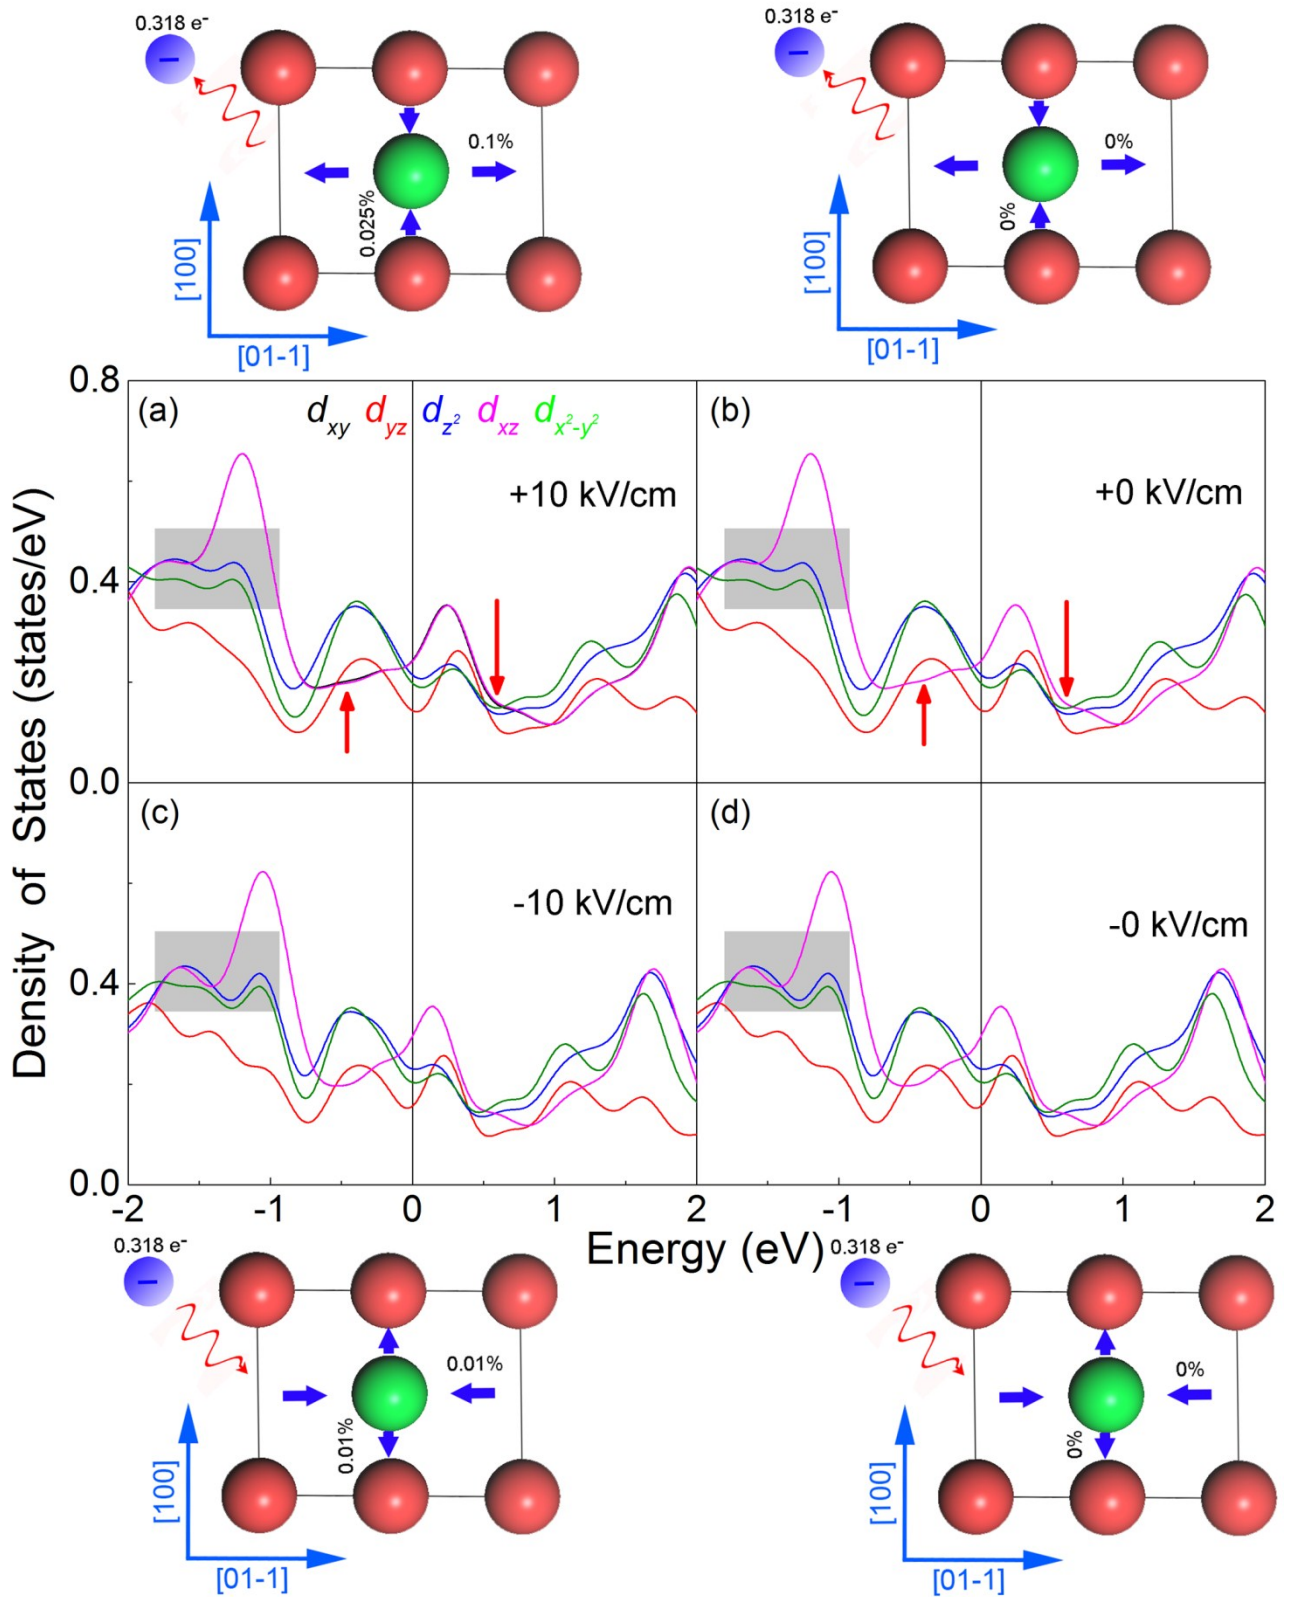 0.318 e⁻
0.318 e⁻
0.1%
0.025%
0%
0%
[100]
[01-1]
[100]
[01-1]
Density of States (states/eV)
0.8
0.4
0.0
0.4
0.0
(a)
d_xy d_yz d_z² d_xz d_x²-y²
+10 kV/cm
(b)
+0 kV/cm
(c)
-10 kV/cm
(d)
-0 kV/cm
-2 -1 0 1 2 -1 0 1 2
Energy (eV)
0.318 e⁻
0.318 e⁻
0.01%
0.01%
0%
0%
[100]
[01-1]
[100]
[01-1]